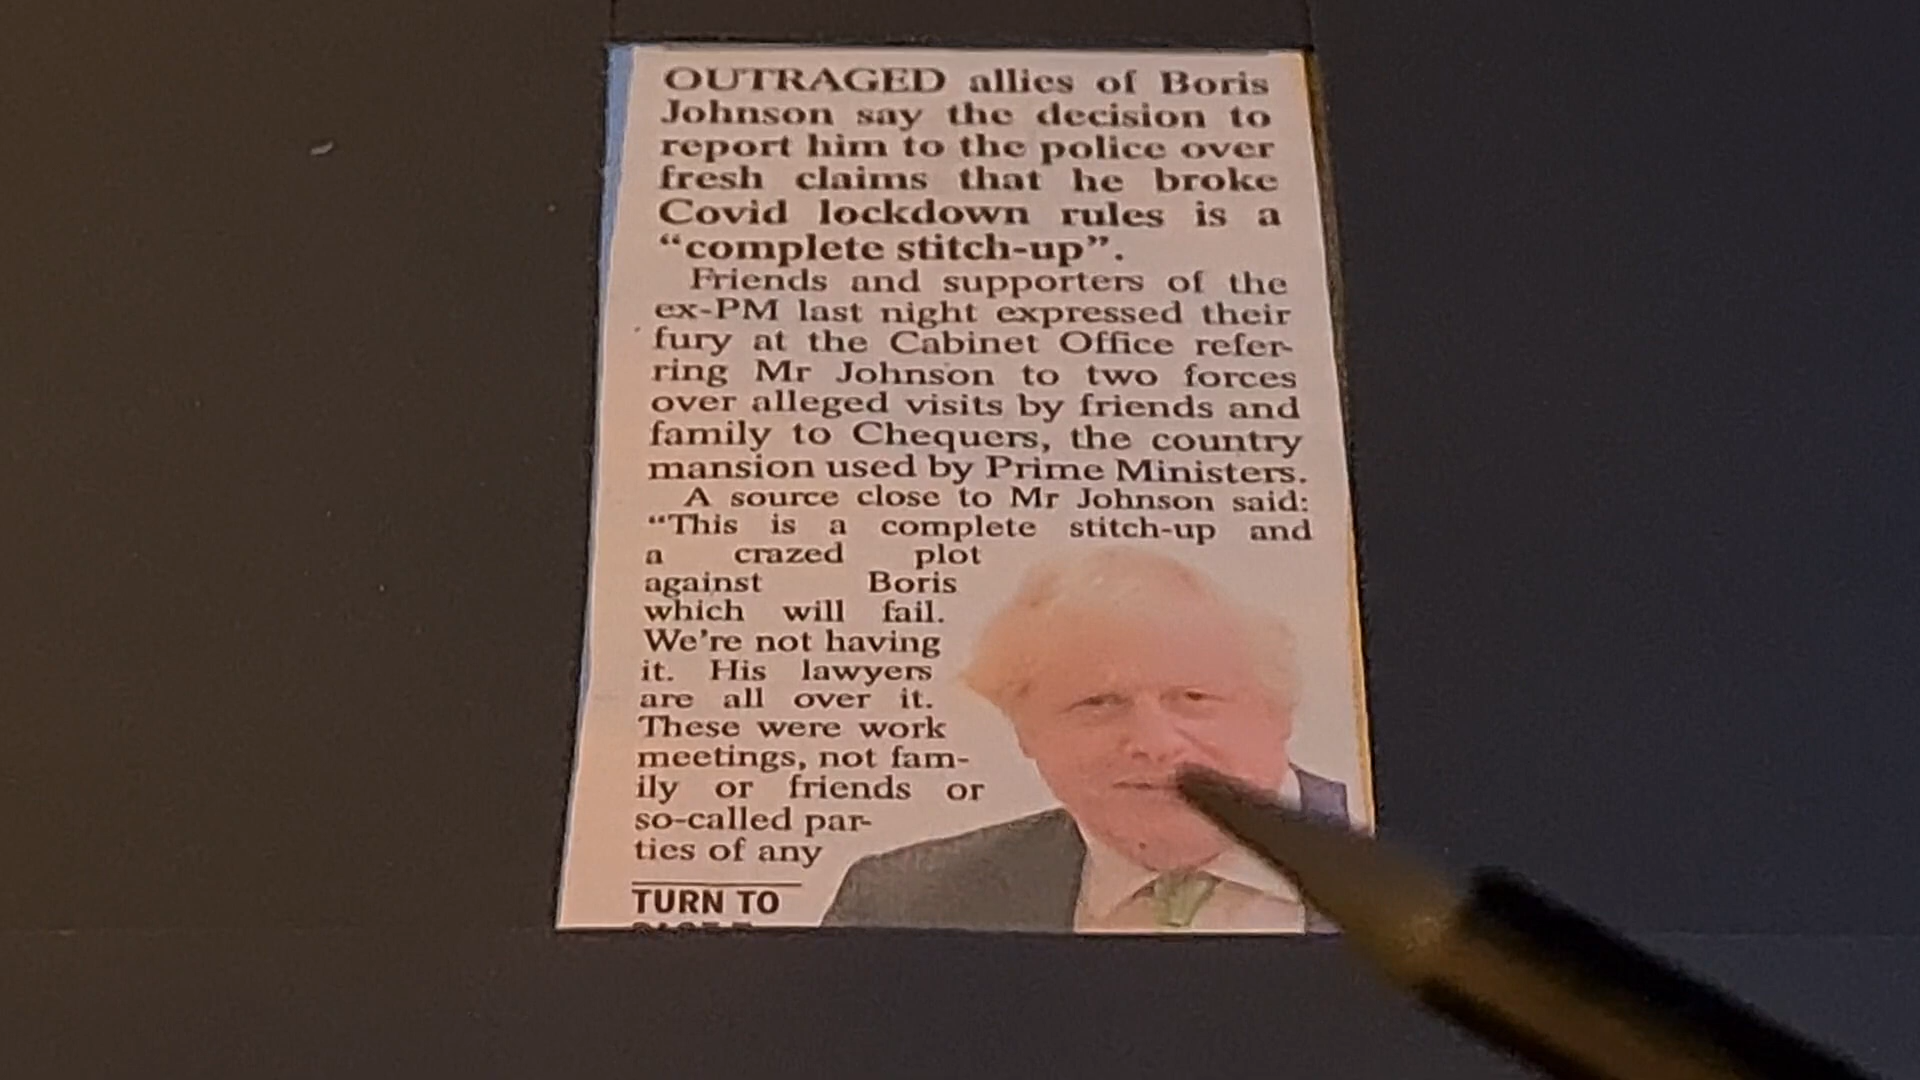 OUTRAGED allies of Boris
Johnson say the decision to
report him to the police over
fresh claims that he broke
Covid lockdown rules is a
“complete stitch-up”.
Friends and supporters of the
ex-PM last night expressed their
fury at the Cabinet Office refer-
ring Mr Johnson to two forces
over alleged visits by friends and
family to Chequers, the country
mansion used by Prime Ministers.
A source close to Mr Johnson said:
“This is a complete stitch-up and
a crazed plot
against Boris
which will fail.
We’re not having
it. His lawyers
are all over it.
These were work
meetings, not fam-
ily or friends or
so-called par-
ties of any
TURN TO